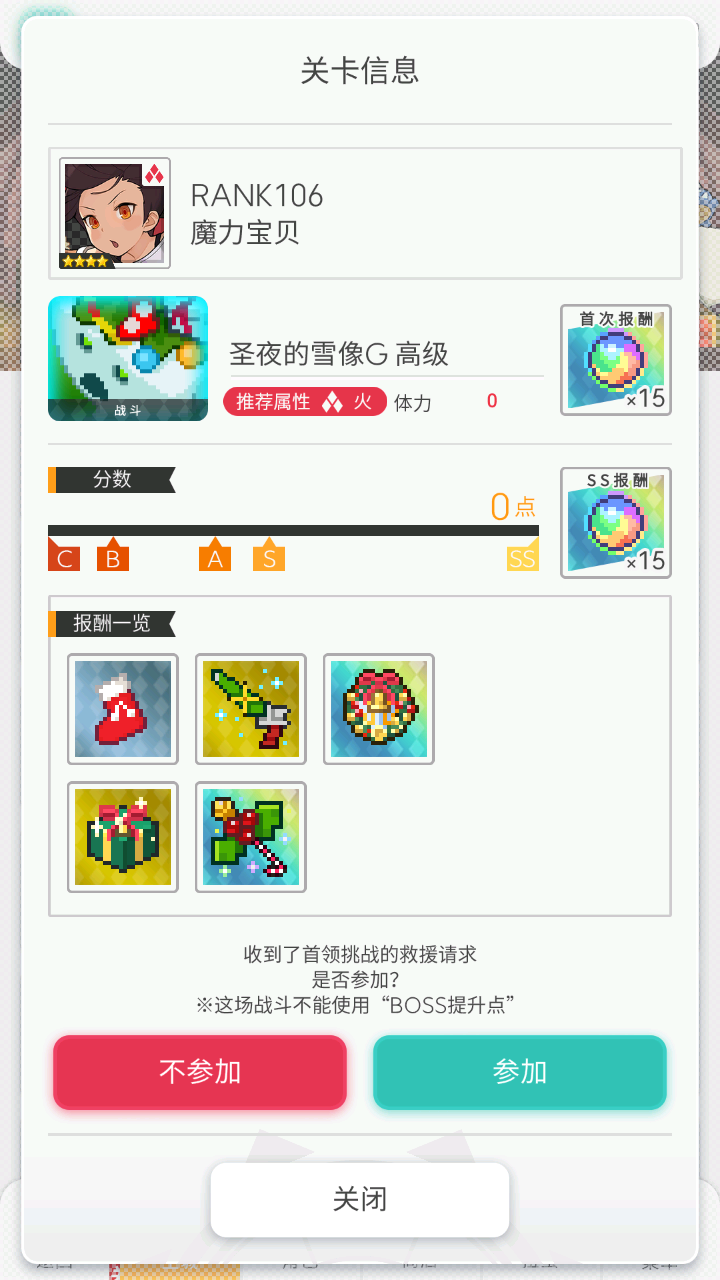 关卡信息
RANK106
魔力宝贝
圣夜的雪像G 高级
战斗
推荐属性 火 体力 0
首次报酬
×15
分数
0点
C B A S SS
SS报酬
×15
报酬一览
收到了首领挑战的救援请求
是否参加？
※这场战斗不能使用“BOSS提升点”
不参加
参加
关闭